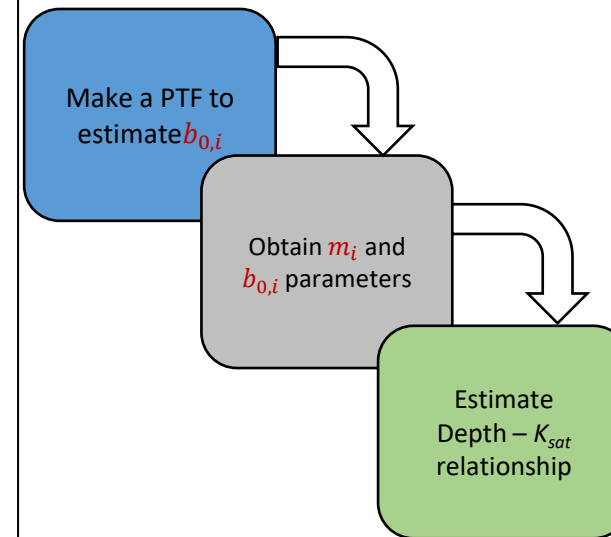 Make a PTF to
estimate b₀,ᵢ
Obtain mᵢ and
b₀,ᵢ parameters
Estimate
Depth – Kₛₐₜ
relationship